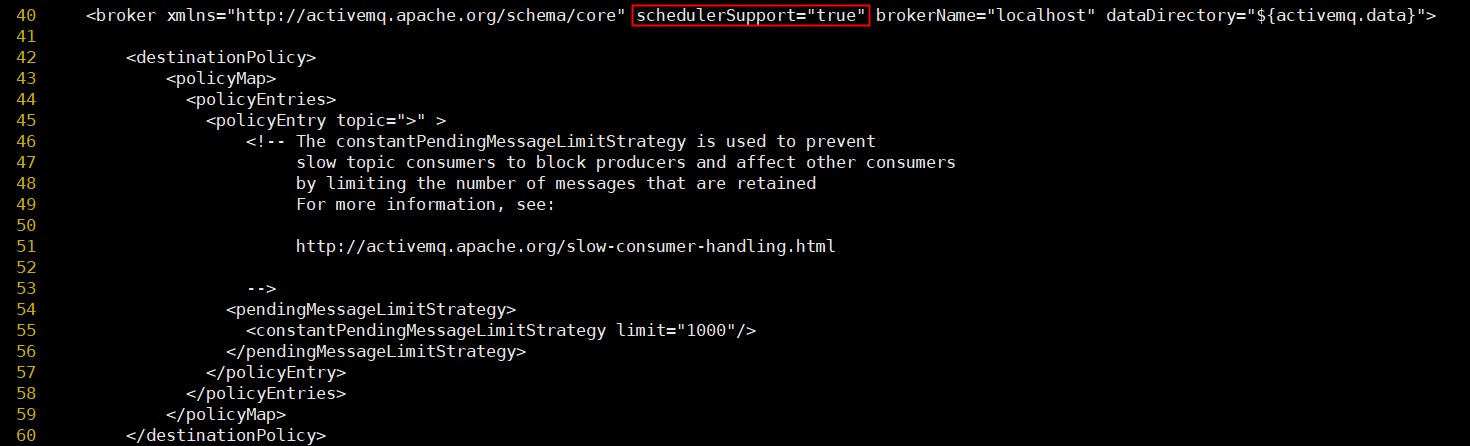 40     <broker xmlns="http://activemq.apache.org/schema/core" schedulerSupport="true" brokerName="localhost" dataDirectory="${activemq.data}">
41
42         <destinationPolicy>
43             <policyMap>
44               <policyEntries>
45                 <policyEntry topic=">" >
46                     <!-- The constantPendingMessageLimitStrategy is used to prevent
47                          slow topic consumers to block producers and affect other consumers
48                          by limiting the number of messages that are retained
49                          For more information, see:
50
51                          http://activemq.apache.org/slow-consumer-handling.html
52
53                     -->
54                   <pendingMessageLimitStrategy>
55                     <constantPendingMessageLimitStrategy limit="1000"/>
56                   </pendingMessageLimitStrategy>
57                 </policyEntry>
58               </policyEntries>
59             </policyMap>
60         </destinationPolicy>